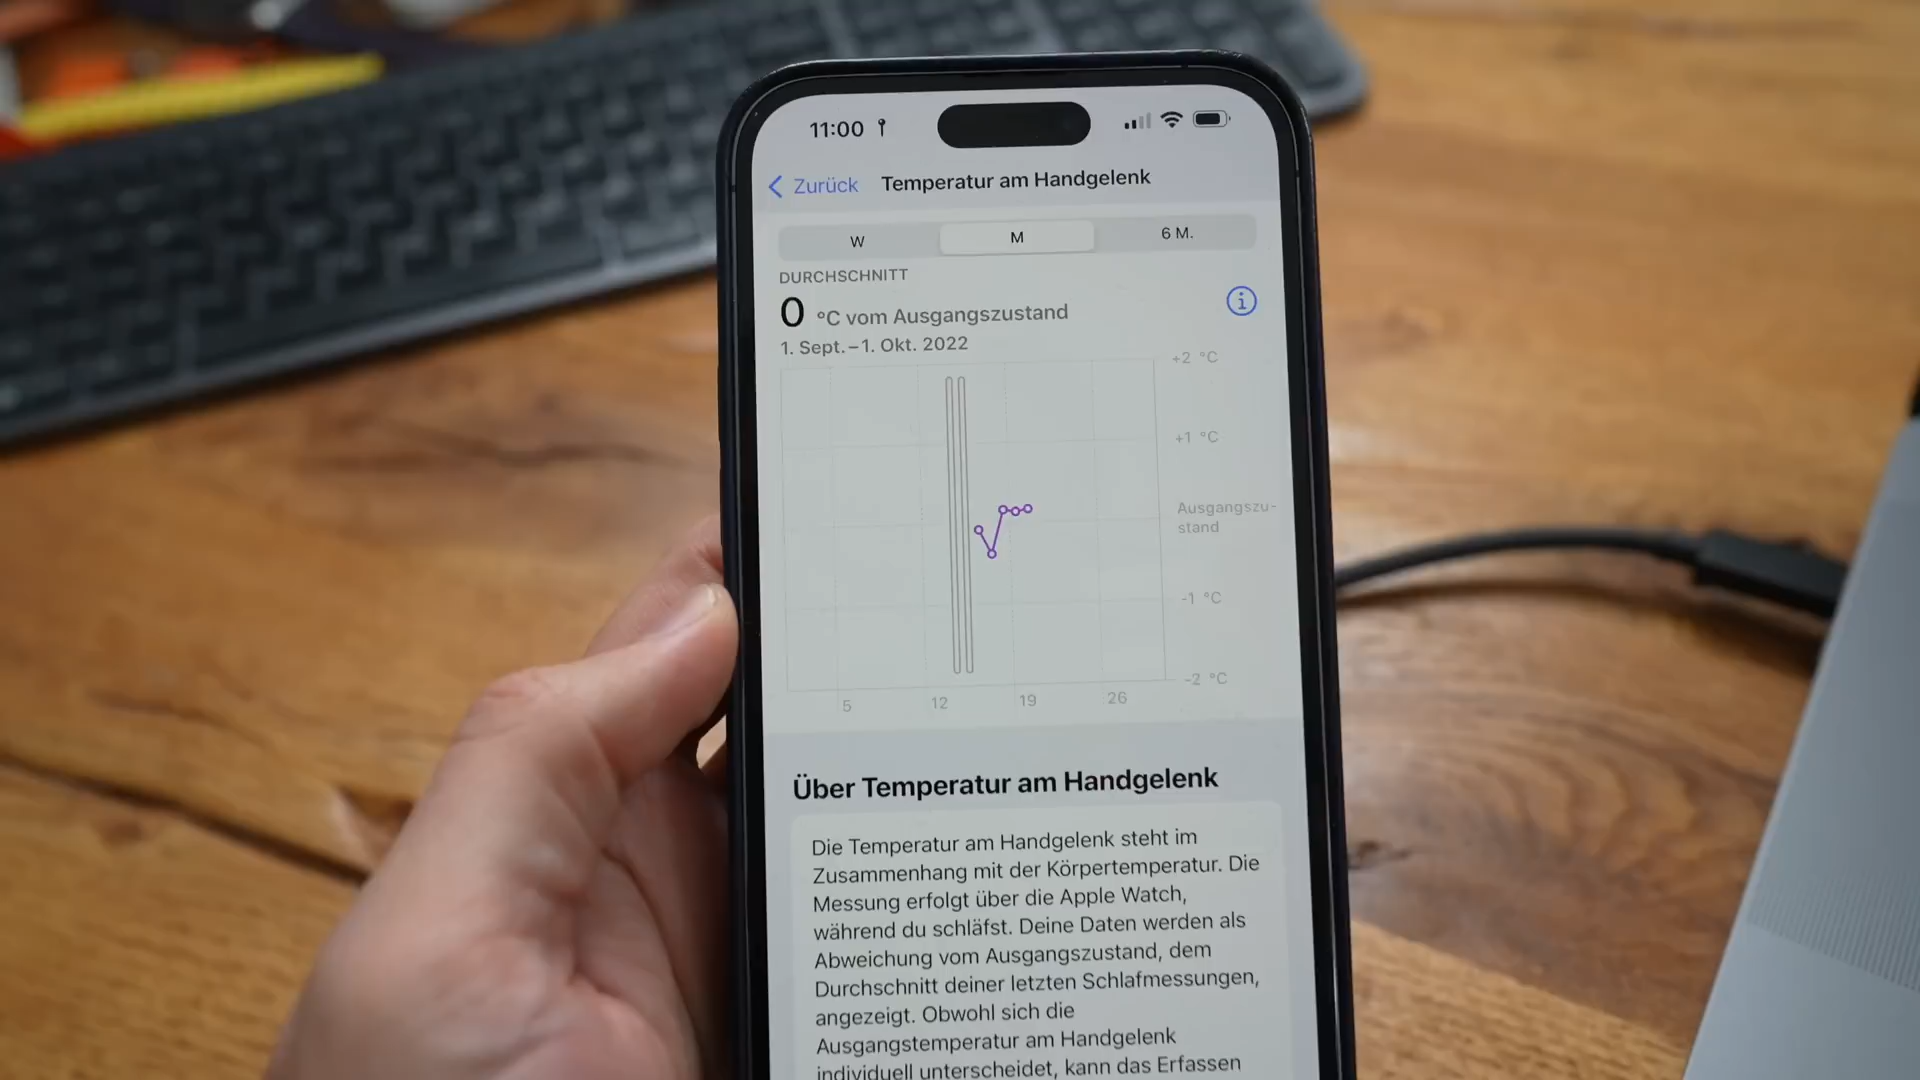 11:00
Zurück Temperatur am Handgelenk
W M 6 M.
DURCHSCHNITT
0 °C vom Ausgangszustand
1. Sept.–1. Okt. 2022
+2 °C
+1 °C
Ausgangszu-
stand
-1 °C
-2 °C
5 12 19 26
Über Temperatur am Handgelenk
Die Temperatur am Handgelenk steht im
Zusammenhang mit der Körpertemperatur. Die
Messung erfolgt über die Apple Watch,
während du schläfst. Deine Daten werden als
Abweichung vom Ausgangszustand, dem
Durchschnitt deiner letzten Schlafmessungen,
angezeigt. Obwohl sich die
Ausgangstemperatur am Handgelenk
individuell unterscheidet, kann das Erfassen